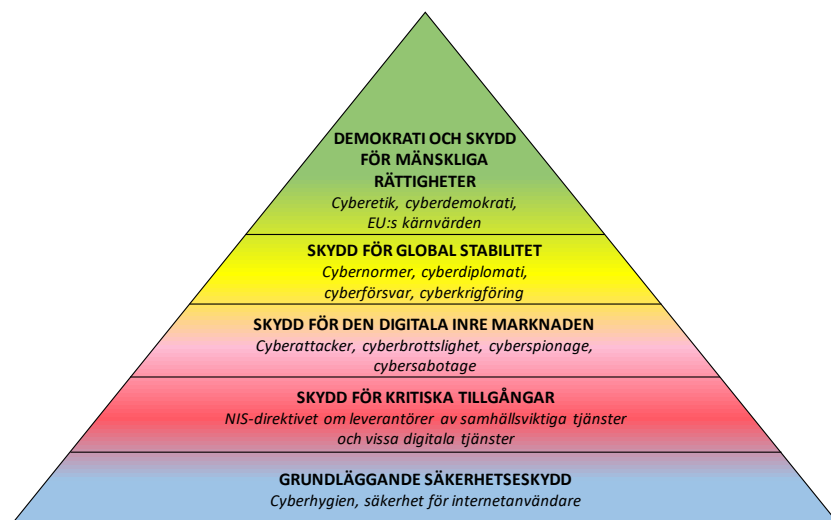 DEMOKRATI OCH SKYDD
FÖR MÄNSKLIGA
RÄTTIGHETER
Cyberetik, cyberdemokrati,
EU:s kärnvärden
SKYDD FÖR GLOBAL STABILITET
Cybernormer, cyberdiplomati,
cyberförsvar, cyberkrigföring
SKYDD FÖR DEN DIGITALA INRE MARKNADEN
Cyberattacker, cyberbrottslighet, cyberspionage,
cybersabotage
SKYDD FÖR KRITISKA TILLGÅNGAR
NIS-direktivet om leverantörer av samhällsviktiga tjänster
och vissa digitala tjänster
GRUNDLÄGGANDE SÄKERHETSESKYDD
Cyberhygien, säkerhet för internetanvändare